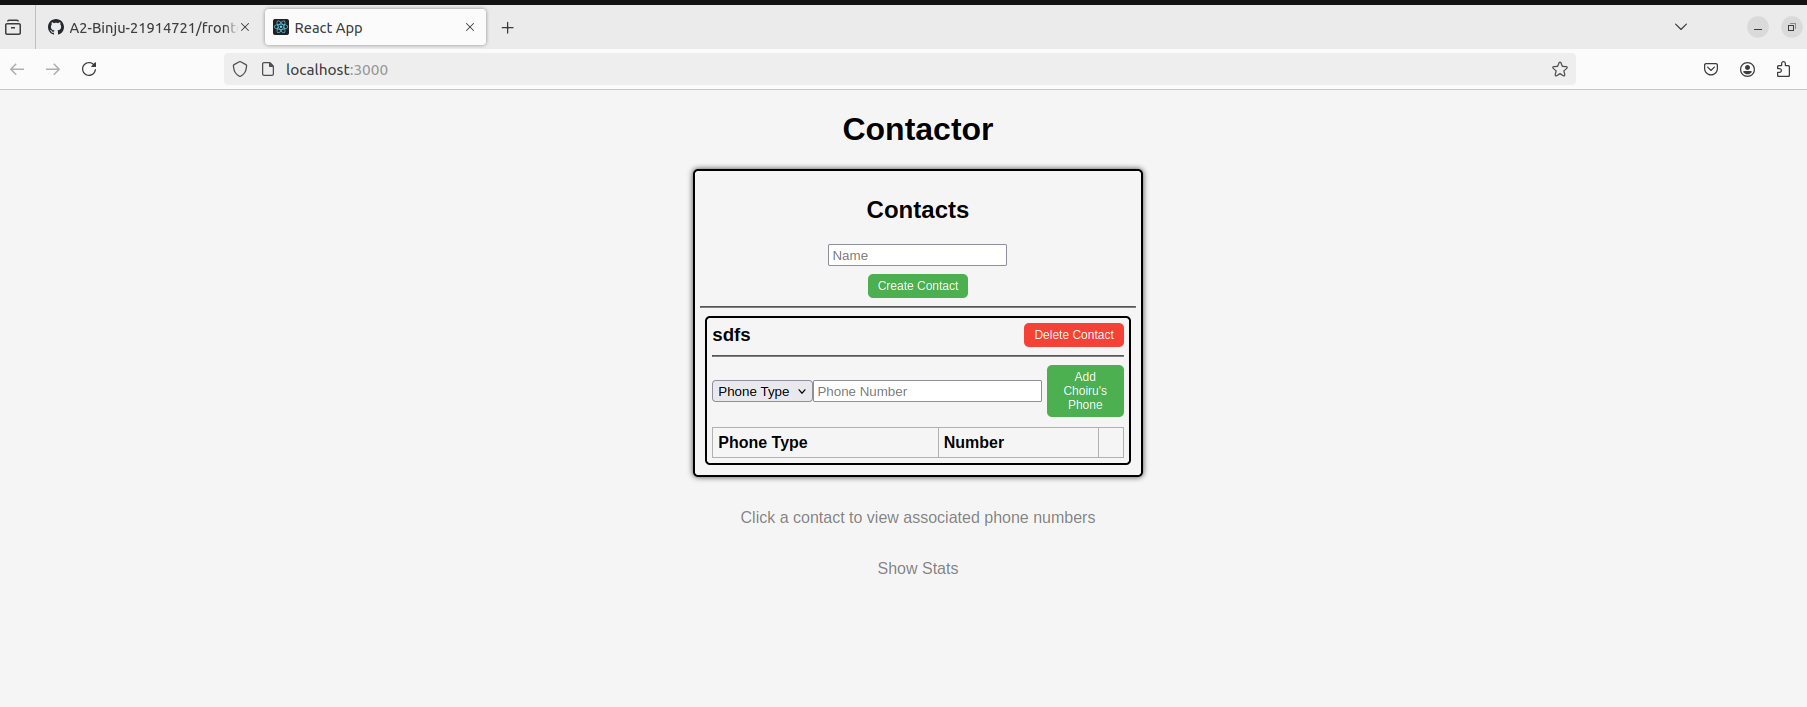 A2-Binju-21914721/front
React App
localhost:3000
Contactor
Contacts
Name
Create Contact
sdfs
Delete Contact
Phone Type
Phone Number
Add
Choiru's
Phone
Phone Type Number
Click a contact to view associated phone numbers
Show Stats